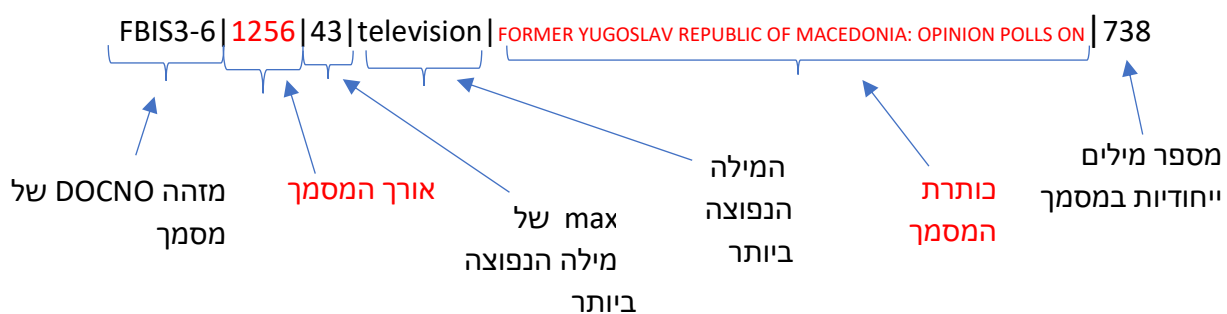 FBIS3-6|1256|43|television|FORMER YUGOSLAV REPUBLIC OF MACEDONIA: OPINION POLLS ON|738
מזהה DOCNO של
מסמך
אורך המסמך
max של
מילה הנפוצה
ביותר
המילה
הנפוצה
ביותר
כותרת
המסמך
מספר מילים
ייחודיות במסמך